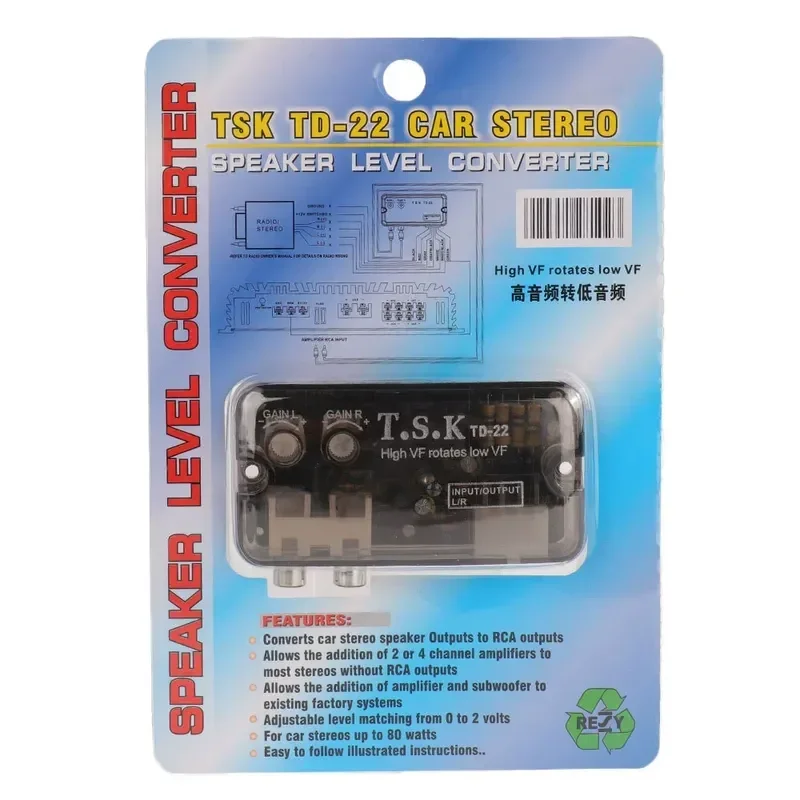 SPEAKER LEVEL CONVERTER
TSK TD-22 CAR STEREO
SPEAKER LEVEL CONVERTER
RADIO/
STEREO
AMPLIFIER RCA INPUT
High VF rotates low VF
高音频转低音频
GAIN L
GAIN R
- +
- +
T.S.K TD-22
High VF rotates low VF
INPUT/OUTPUT
L/R
FEATURES:
Converts car stereo speaker Outputs to RCA outputs
Allows the addition of 2 or 4 channel amplifiers to
most stereos without RCA outputs
Allows the addition of amplifier and subwoofer to
existing factory systems
Adjustable level matching from 0 to 2 volts
For car stereos up to 80 watts
Easy to follow illustrated instructions..
REZY